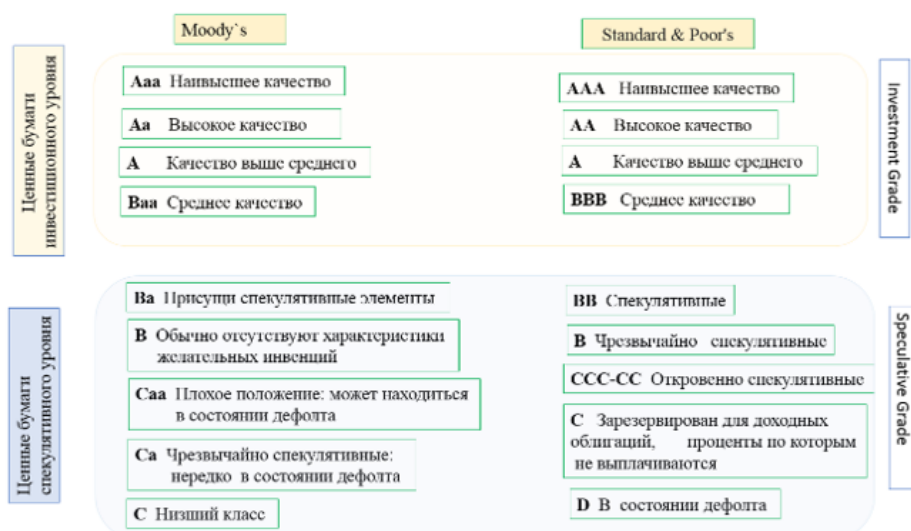 Moody`s
Standard & Poor's
Ценные бумаги
инвестиционного уровня
Aaa Наивысшее качество
Aa Высокое качество
A Качество выше среднего
Baa Среднее качество
AAA Наивысшее качество
AA Высокое качество
A Качество выше среднего
BBB Среднее качество
Investment Grade
Ценные бумаги
спекулятивного уровня
Ba Присущи спекулятивные элементы
B Обычно отсутствуют характеристики
желательных инвенций
Caa Плохое положение: может находиться
в состоянии дефолта
Ca Чрезвычайно спекулятивные:
нередко в состоянии дефолта
C Низший класс
BB Спекулятивные
B Чрезвычайно спекулятивные
CCC-CC Откровенно спекулятивные
C Зарезервирован для доходных
облигаций, проценты по которым
не выплачиваются
D В состоянии дефолта
Speculative Grade